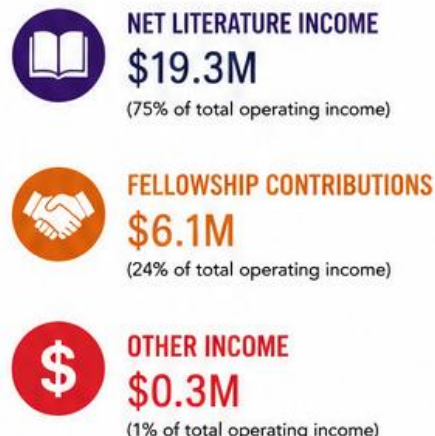 NET LITERATURE INCOME
$19.3M
(75% of total operating income)
FELLOWSHIP CONTRIBUTIONS
$6.1M
(24% of total operating income)
$
OTHER INCOME
$0.3M
(1% of total operating income)